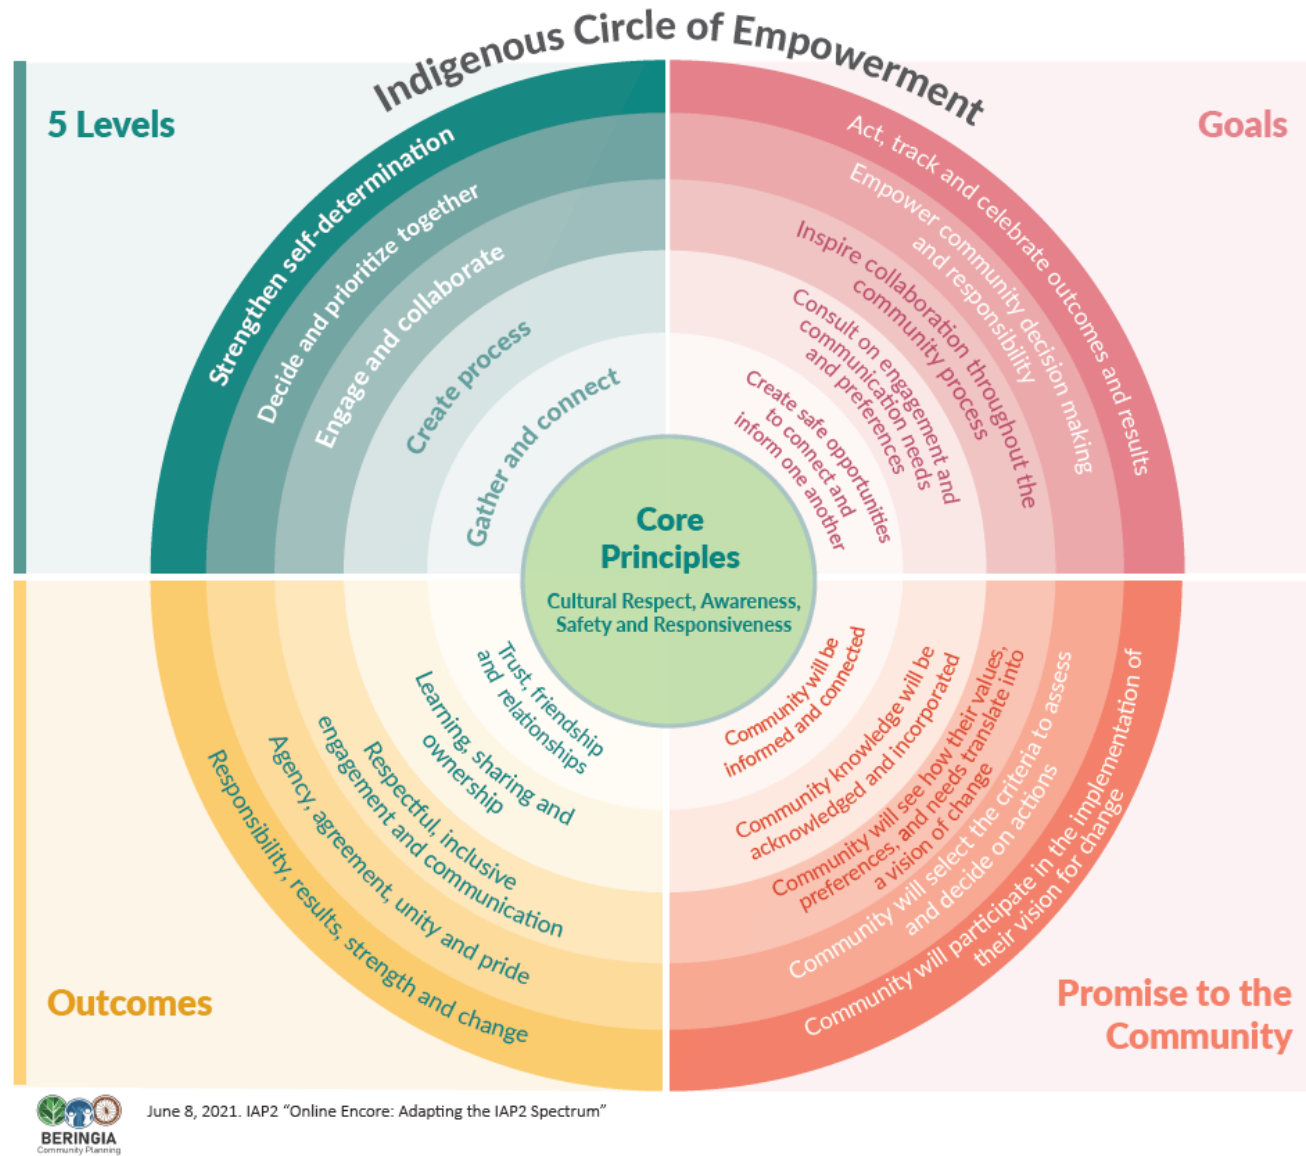 Indigenous Circle of Empowerment
5 Levels
Strengthen self-determination
Decide and prioritize together
Engage and collaborate
Create process
Gather and connect
Goals
Act, track and celebrate outcomes and results
Empower community decision making
and responsibility
Inspire collaboration throughout the
community process
Consult on engagement and
communication needs
and preferences
Create safe opportunities
to connect and
inform one another
Core
Principles
Cultural Respect, Awareness,
Safety and Responsiveness
Trust, friendship
and relationships
Learning, sharing and
ownership
Respectful, inclusive
engagement and communication
Agency, agreement, unity and pride
Responsibility, results, strength and change
Outcomes
Community will be
informed and connected
Community knowledge will be
acknowledged and incorporated
Community will see how their values,
preferences, and needs translate into
a vision of change
Community will select the criteria to assess
and decide on actions
Community will participate in the implementation of
their vision for change
Promise to the
Community
BERINGIA
Community Planning
June 8, 2021. IAP2 “Online Encore: Adapting the IAP2 Spectrum”